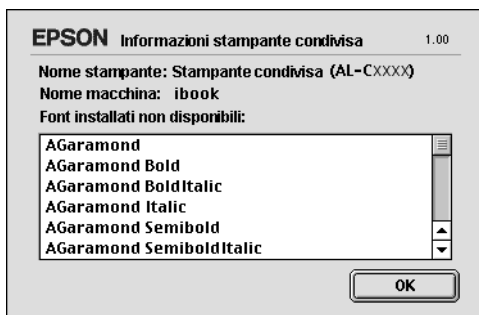 EPSON Informazioni stampante condivisa 1.00
Nome stampante: Stampante condivisa (AL-CXXXX)
Nome macchina: ibook
Font installati non disponibili:
AGaramond
AGaramond Bold
AGaramond BoldItalic
AGaramond Italic
AGaramond Semibold
AGaramond SemiboldItalic
OK